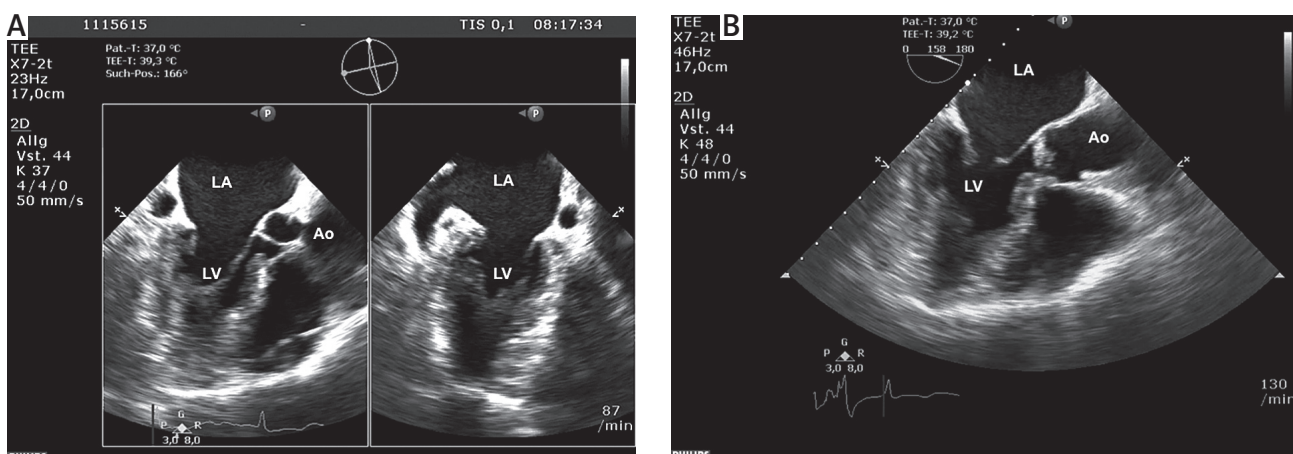 A
1115615 - TIS 0,1 08:17:34
TEE
X7-2t
23Hz
17,0cm
2D
Allg
Vst. 44
K 37
4/4/0
50 mm/s
Pat.-T: 37,0 °C
TEE-T: 39,3 °C
Such-Pos.: 166°
P
P
LA
Ao
LV
LA
LV
G
P R
3,0 8,0
87
/min
B
TEE
X7-2t
46Hz
17,0cm
2D
Allg
Vst. 44
K 48
4/4/0
50 mm/s
Pat.-T: 37,0 °C
TEE-T: 39,2 °C
0 158 180
P
LA
Ao
LV
G
P R
3,0 8,0
130
/min